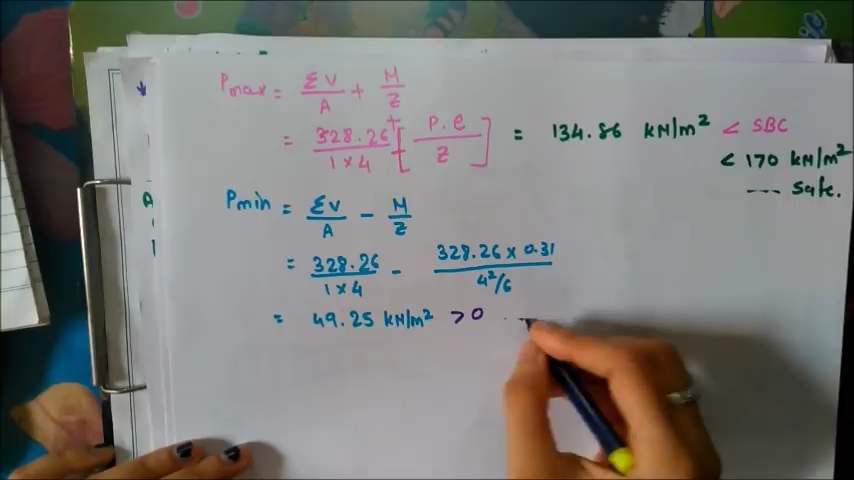 Pmax = ΣV/A + M/Z
= 328.26/1×4 + [P.e/Z] = 134.86 kN/m² < SBC
< 170 kN/m²
---- Safe.
Pmin = ΣV/A - M/Z
= 328.26/1×4 - 328.26 × 0.31/4²/6
= 49.25 kN/m² > 0